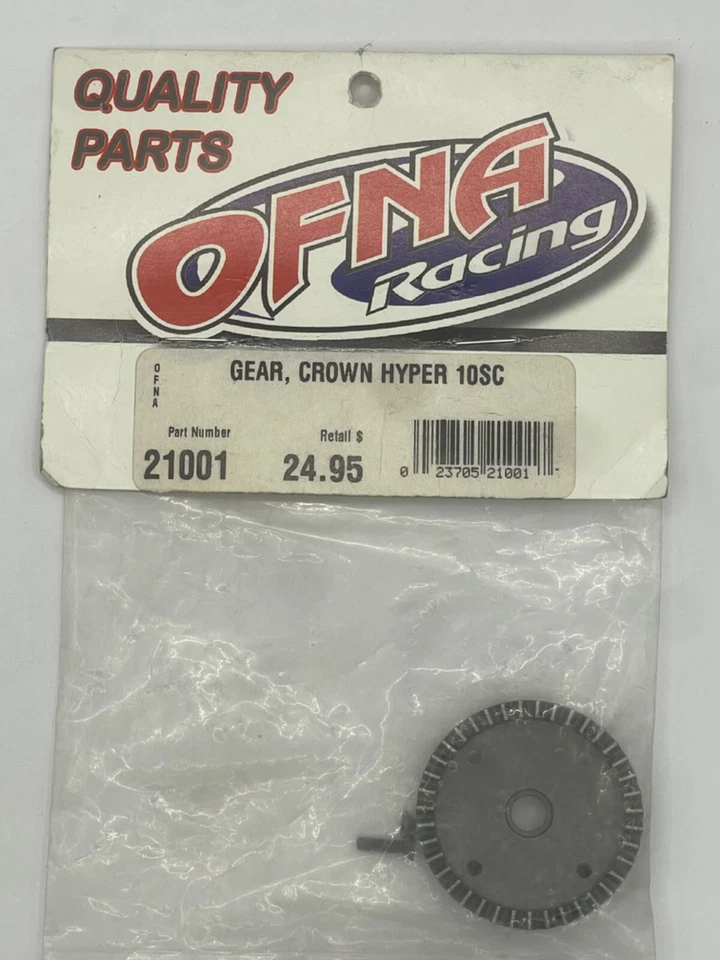 QUALITY
PARTS
OFNA
Racing
OFNA
GEAR, CROWN HYPER 10SC
Part Number
21001
Retail $
24.95
0 23705 21001